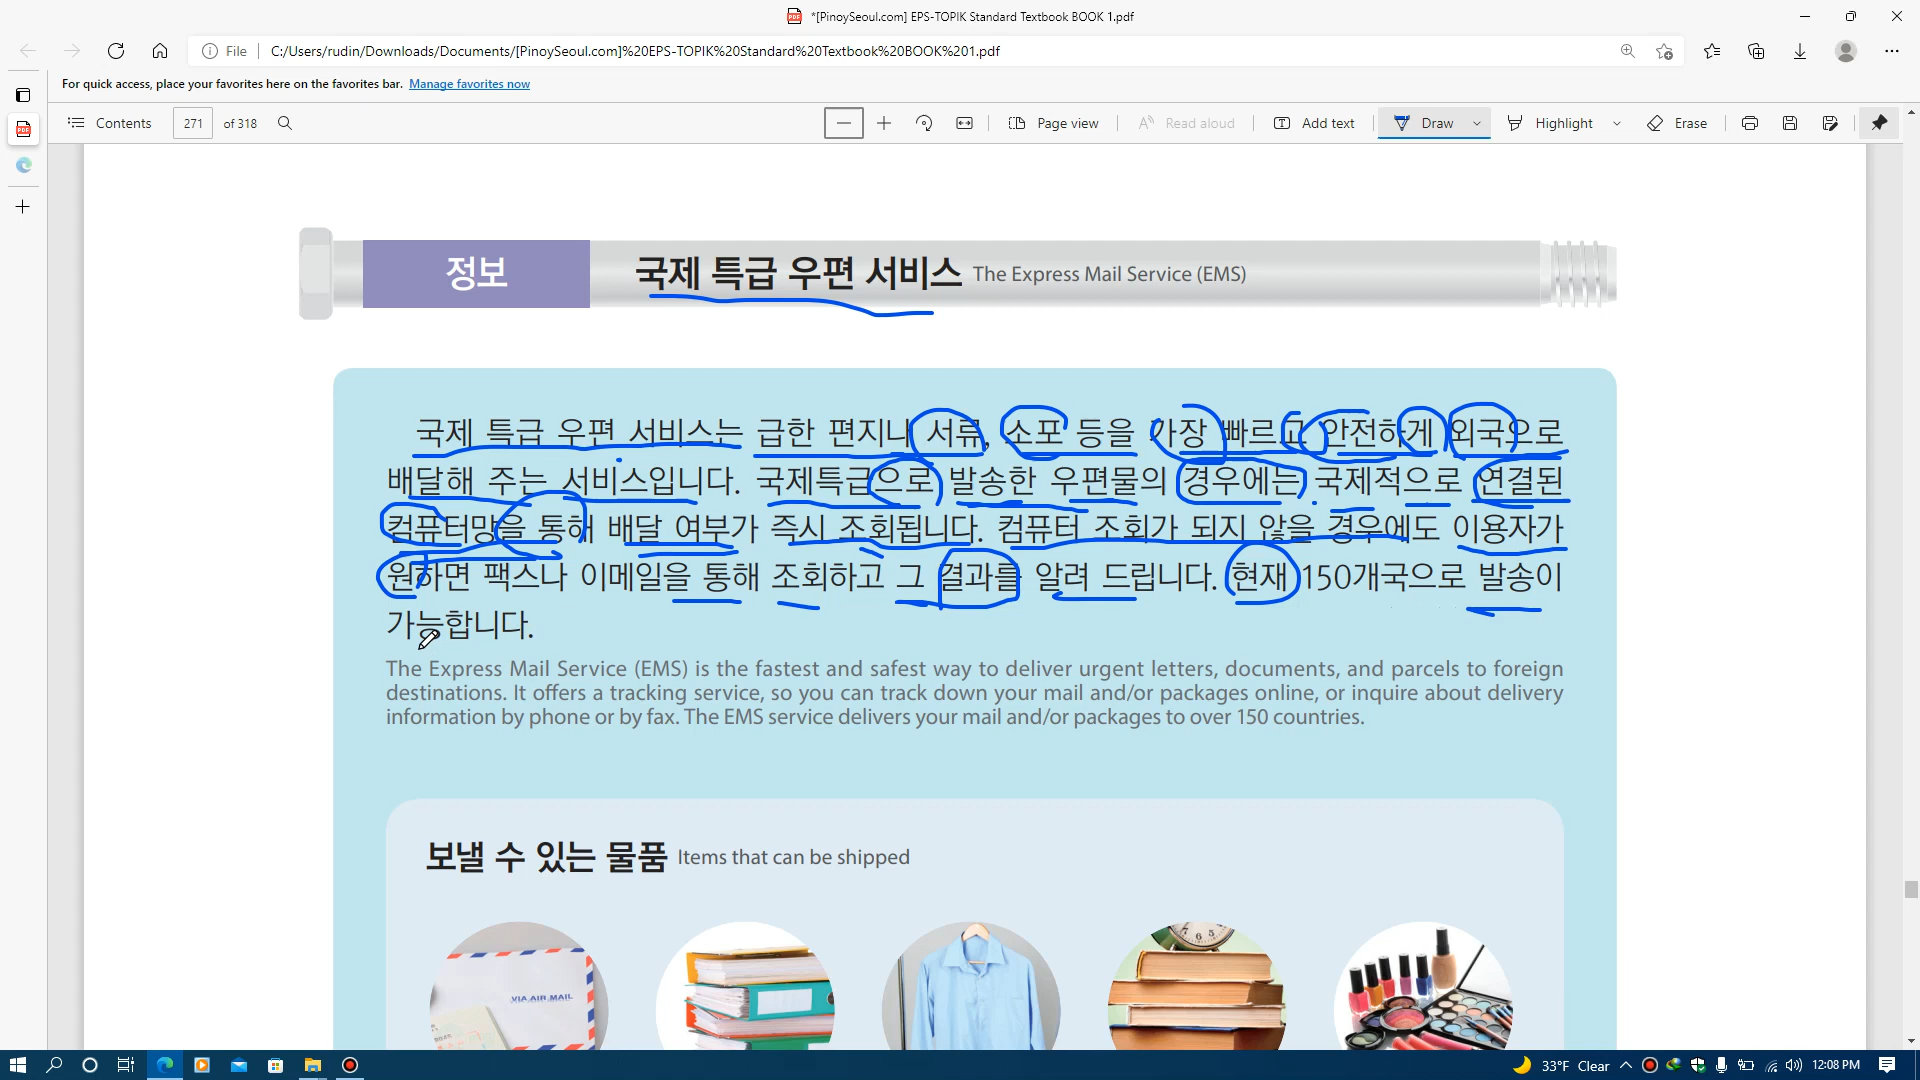 *[PinoySeoul.com] EPS-TOPIK Standard Textbook BOOK 1.pdf
File C:/Users/rudin/Downloads/Documents/[PinoySeoul.com]%20EPS-TOPIK%20Standard%20Textbook%20BOOK%201.pdf
For quick access, place your favorites here on the favorites bar. Manage favorites now
Contents 271 of 318 Page view Read aloud Add text Draw Highlight Erase
정보 국제 특급 우편 서비스 The Express Mail Service (EMS)
국제 특급 우편 서비스는 급한 편지나 서류, 소포 등을 가장 빠르고 안전하게 외국으로
배달해 주는 서비스입니다. 국제특급으로 발송한 우편물의 경우에는 국제적으로 연결된
컴퓨터망을 통해 배달 여부가 즉시 조회됩니다. 컴퓨터 조회가 되지 않을 경우에도 이용자가
원하면 팩스나 이메일을 통해 조회하고 그 결과를 알려 드립니다. 현재 150개국으로 발송이
가능합니다.
The Express Mail Service (EMS) is the fastest and safest way to deliver urgent letters, documents, and parcels to foreign
destinations. It offers a tracking service, so you can track down your mail and/or packages online, or inquire about delivery
information by phone or by fax. The EMS service delivers your mail and/or packages to over 150 countries.
보낼 수 있는 물품 Items that can be shipped
VIA AIR MAIL
33°F Clear 12:08 PM